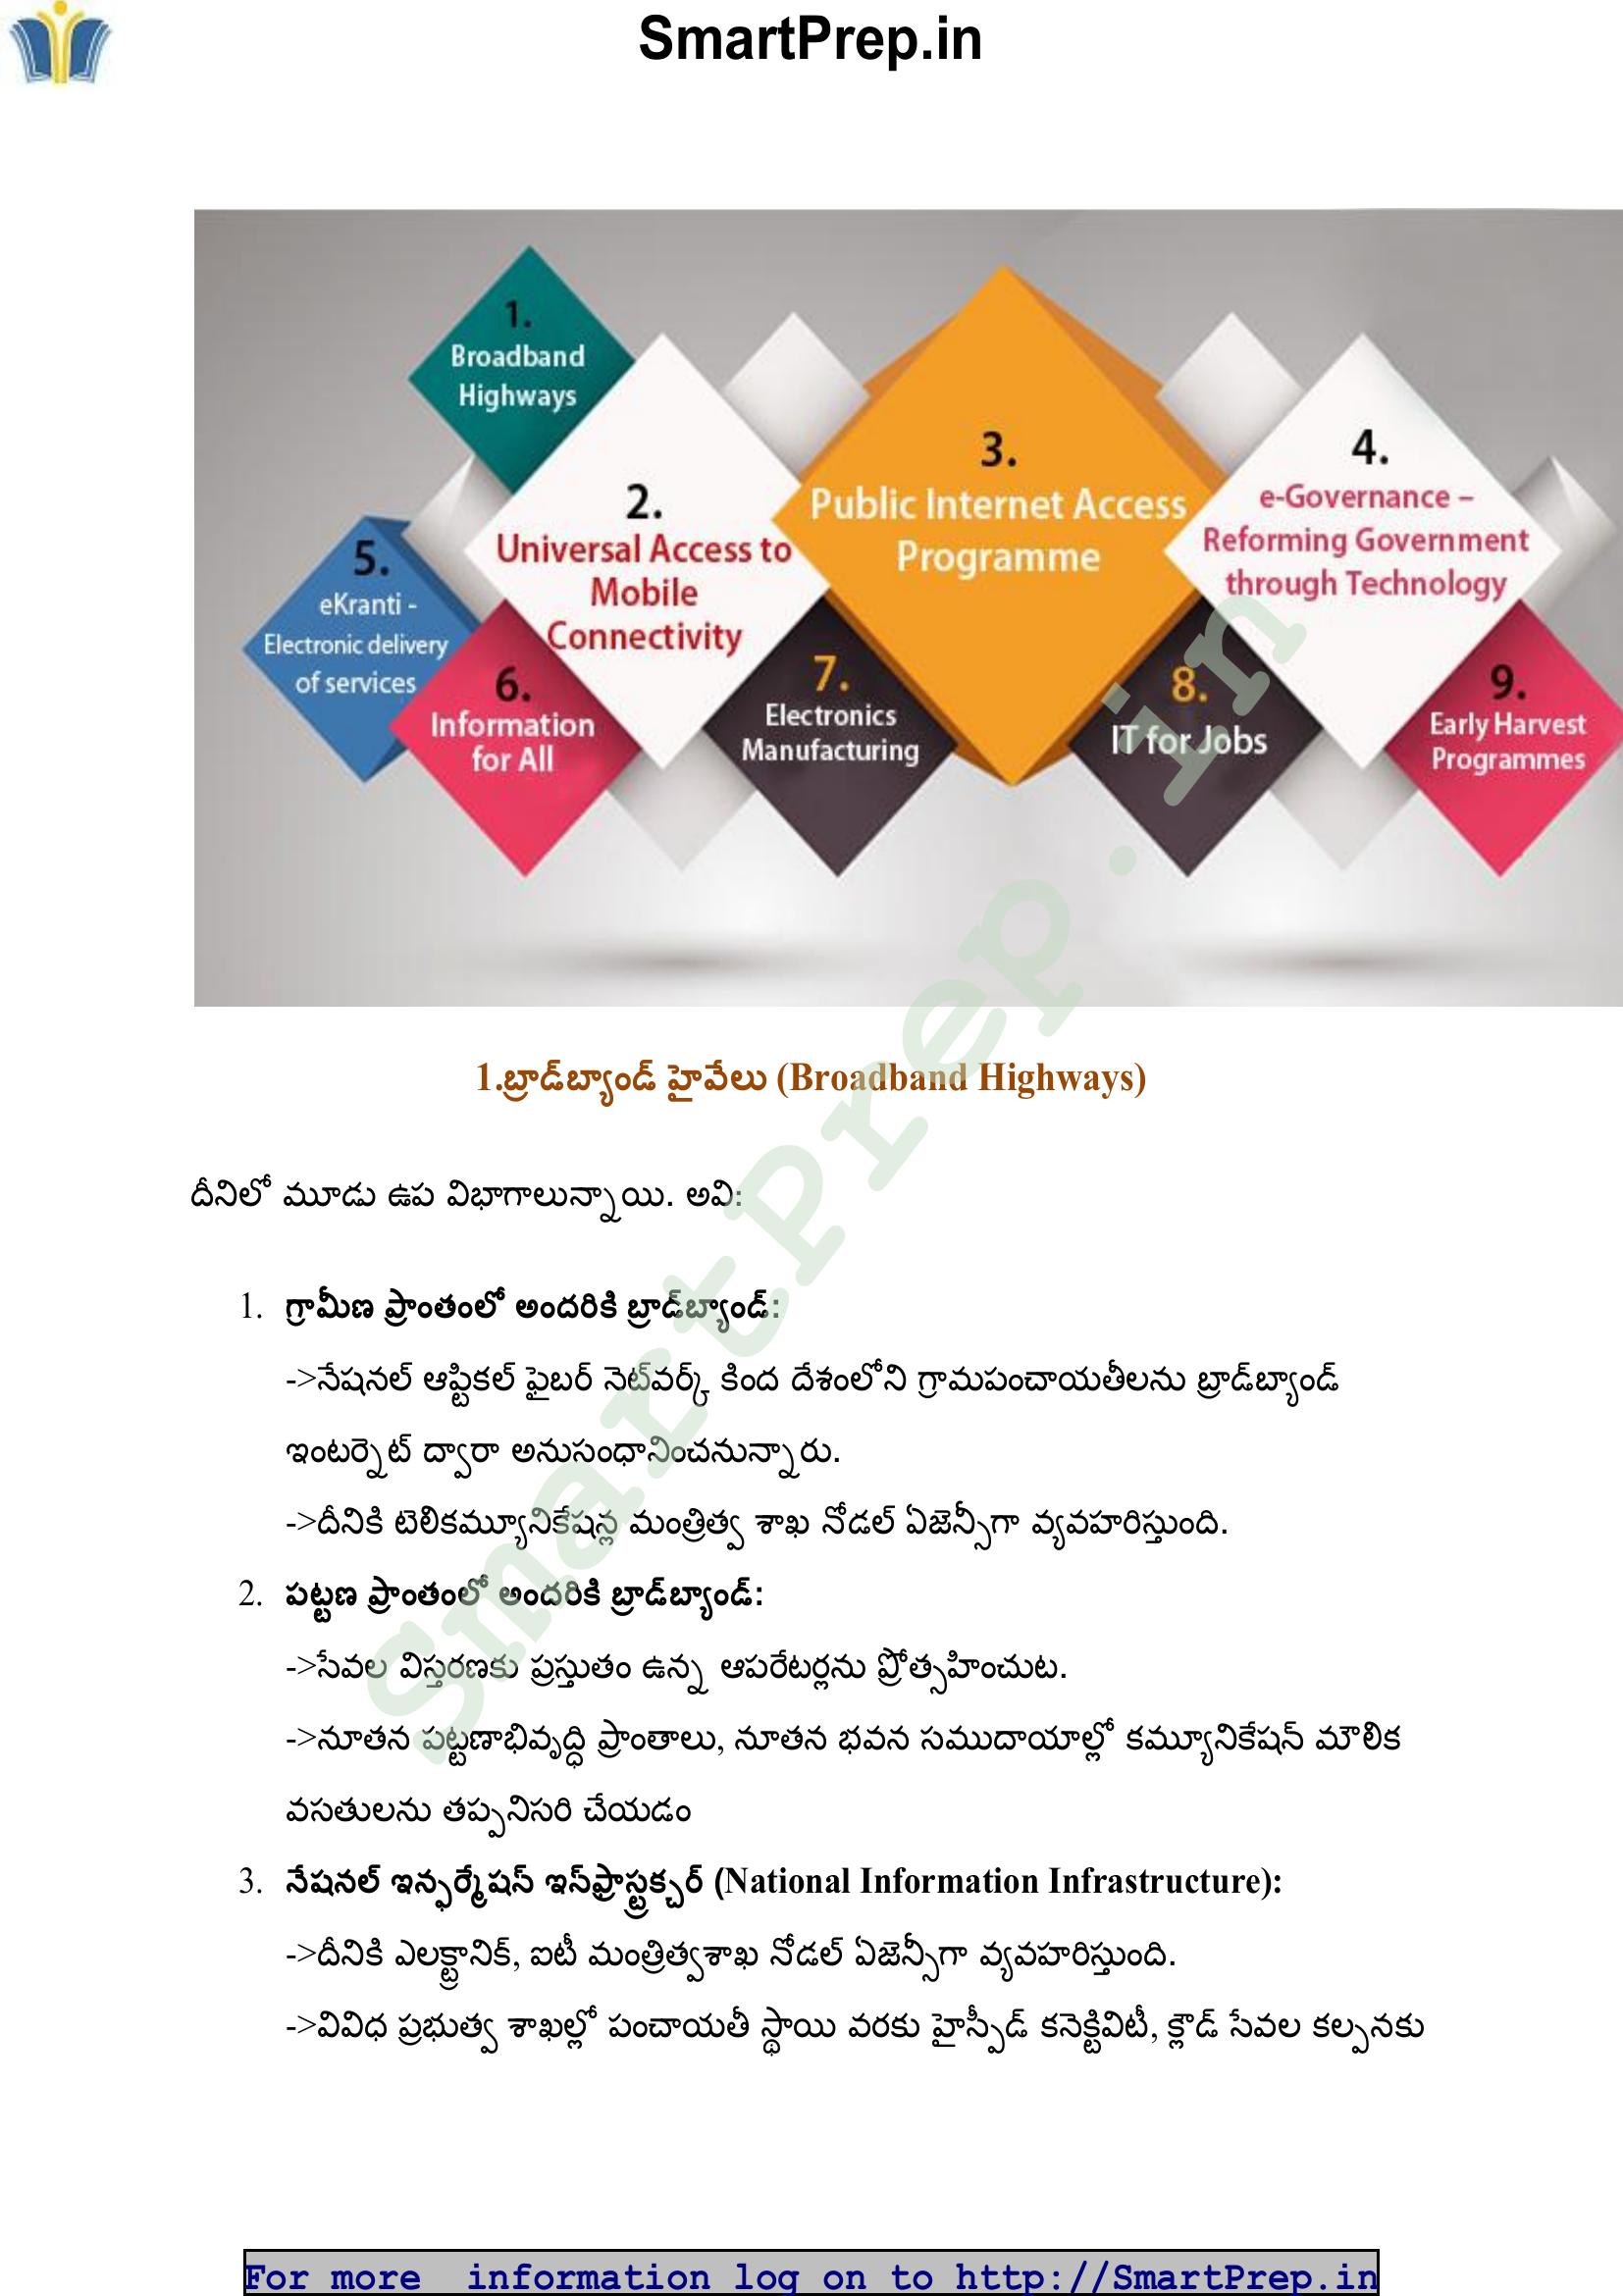 SmartPrep.in
1.
Broadband
Highways
2.
Universal Access to
Mobile
Connectivity
3.
Public Internet Access
Programme
4.
e-Governance –
Reforming Government
through Technology
5.
eKranti -
Electronic delivery
of services
6.
Information
for All
7.
Electronics
Manufacturing
8.
IT for Jobs
9.
Early Harvest
Programmes
1.బ్రాడ్‌బ్యాండ్ హైవేలు (Broadband Highways)
దీనిలో మూడు ఉప విభాగాలున్నాయి. అవి:
1. గ్రామీణ ప్రాంతంలో అందరికి బ్రాడ్‌బ్యాండ్:
->నేషనల్ ఆప్టికల్ ఫైబర్ నెట్‌వర్క్ కింద దేశంలోని గ్రామపంచాయతీలను బ్రాడ్‌బ్యాండ్
ఇంటర్నెట్ ద్వారా అనుసంధానించనున్నారు.
->దీనికి టెలికమ్యూనికేషన్ల మంత్రిత్వ శాఖ నోడల్ ఏజెన్సీగా వ్యవహరిస్తుంది.
2. పట్టణ ప్రాంతంలో అందరికి బ్రాడ్‌బ్యాండ్:
->సేవల విస్తరణకు ప్రస్తుతం ఉన్న ఆపరేటర్లను ప్రోత్సహించుట.
->నూతన పట్టణాభివృద్ధి ప్రాంతాలు, నూతన భవన సముదాయాల్లో కమ్యూనికేషన్ మౌలిక
వసతులను తప్పనిసరి చేయడం
3. నేషనల్ ఇన్ఫర్మేషన్ ఇన్‌ఫ్రాస్ట్రక్చర్ (National Information Infrastructure):
->దీనికి ఎలక్ట్రానిక్, ఐటీ మంత్రిత్వశాఖ నోడల్ ఏజెన్సీగా వ్యవహరిస్తుంది.
->వివిధ ప్రభుత్వ శాఖల్లో పంచాయతీ స్థాయి వరకు హైస్పీడ్ కనెక్టివిటీ, క్లౌడ్ సేవల కల్పనకు
SmartPrep.in
For more information log on to http://SmartPrep.in